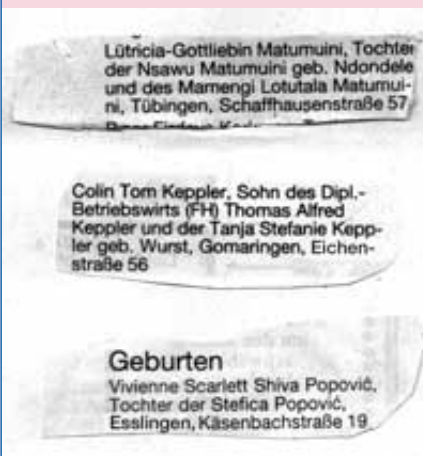 Lütricia-Gottliebin Matumuini, Tochter
der Nsawu Matumuini geb. Ndondele
und des Mamengi Lotutala Matumui-
ni, Tübingen, Schaffhausenstraße 57
Colin Tom Keppler, Sohn des Dipl.-
Betriebswirts (FH) Thomas Alfred
Keppler und der Tanja Stefanie Kepp-
ler geb. Wurst, Gomaringen, Eichen-
straße 56
Geburten
Vivienne Scarlett Shiva Popović,
Tochter der Stefica Popović,
Esslingen, Käsenbachstraße 19